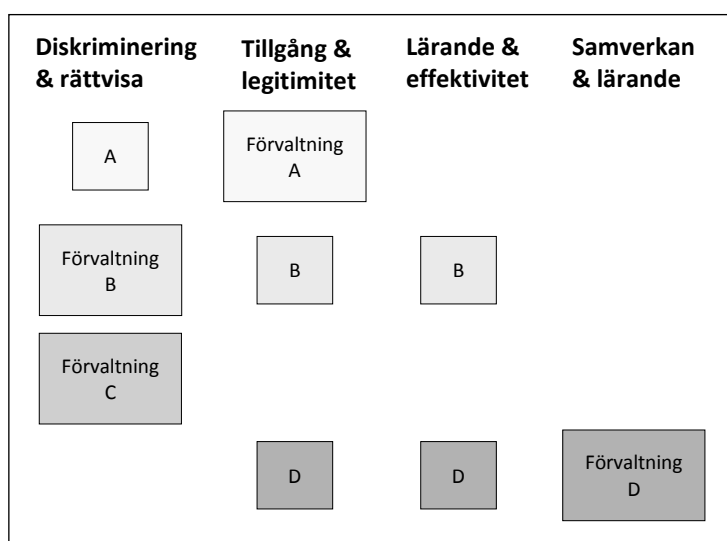 Diskriminering & rättvisa
Tillgång & legitimitet
Lärande & effektivitet
Samverkan & lärande
A
Förvaltning
A
Förvaltning
B
B
B
Förvaltning
C
D
D
Förvaltning
D